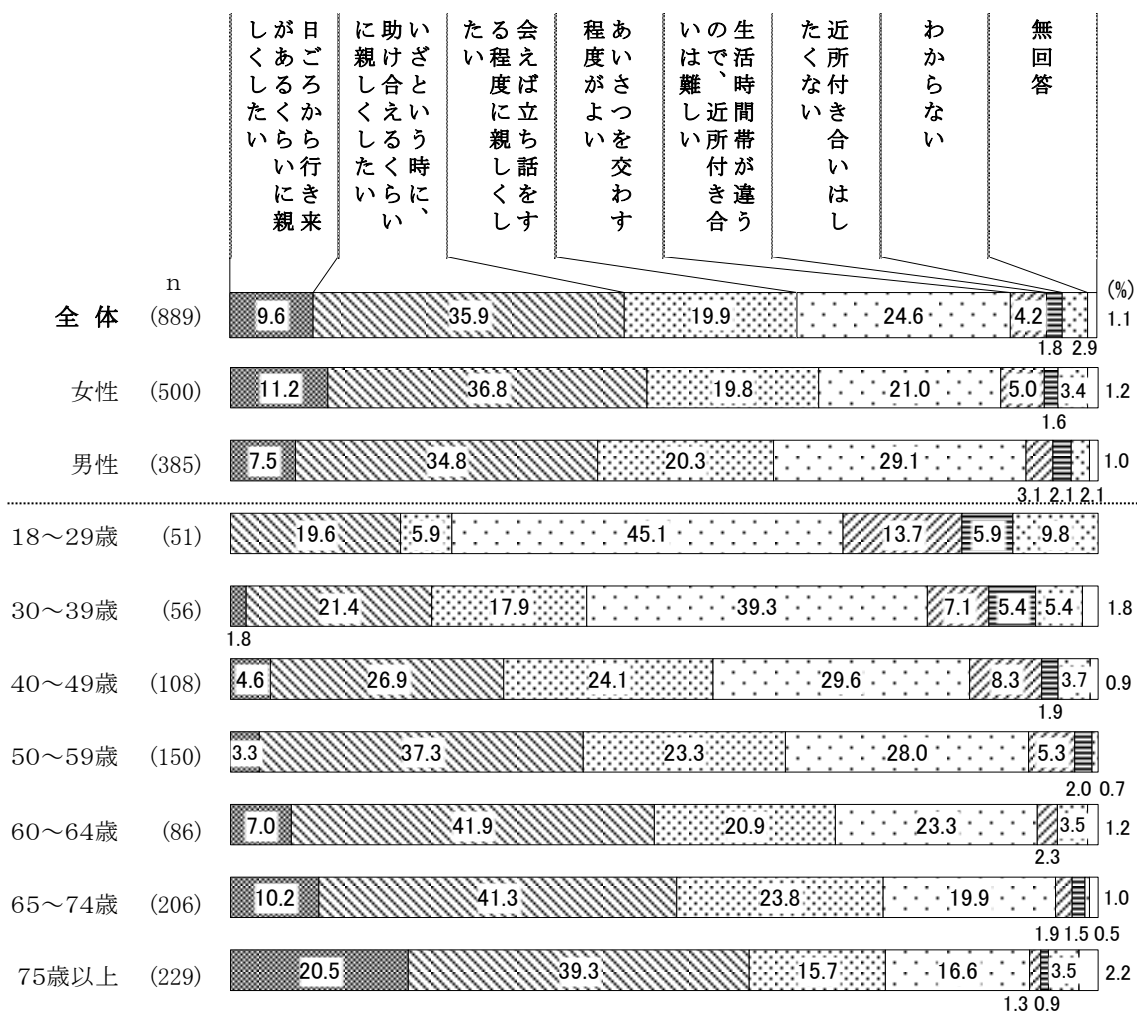 日ごろから行き来
があるくらいに親
しくしたい
いざという時に、
助け合えるくらい
に親しくしたい
会えば立ち話をす
る程度に親しくし
たい
あいさつを交わす
程度がよい
生活時間帯が違う
ので、近所付き合
いは難しい
近所付き合いはし
たくない
わからない
無回答
n
(%)
全 体 (889) 9.6 35.9 19.9 24.6 4.2 1.1
1.8 2.9
女性 (500) 11.2 36.8 19.8 21.0 5.0 3.4 1.2
1.6
男性 (385) 7.5 34.8 20.3 29.1 1.0
3.1 2.1 2.1
18～29歳 (51) 19.6 5.9 45.1 13.7 5.9 9.8
30～39歳 (56) 21.4 17.9 39.3 7.1 5.4 5.4 1.8
1.8
40～49歳 (108) 4.6 26.9 24.1 29.6 8.3 3.7 0.9
1.9
50～59歳 (150) 3.3 37.3 23.3 28.0 5.3
2.0 0.7
60～64歳 (86) 7.0 41.9 20.9 23.3 3.5 1.2
2.3
65～74歳 (206) 10.2 41.3 23.8 19.9 1.0
1.9 1.5 0.5
75歳以上 (229) 20.5 39.3 15.7 16.6 3.5 2.2
1.3 0.9